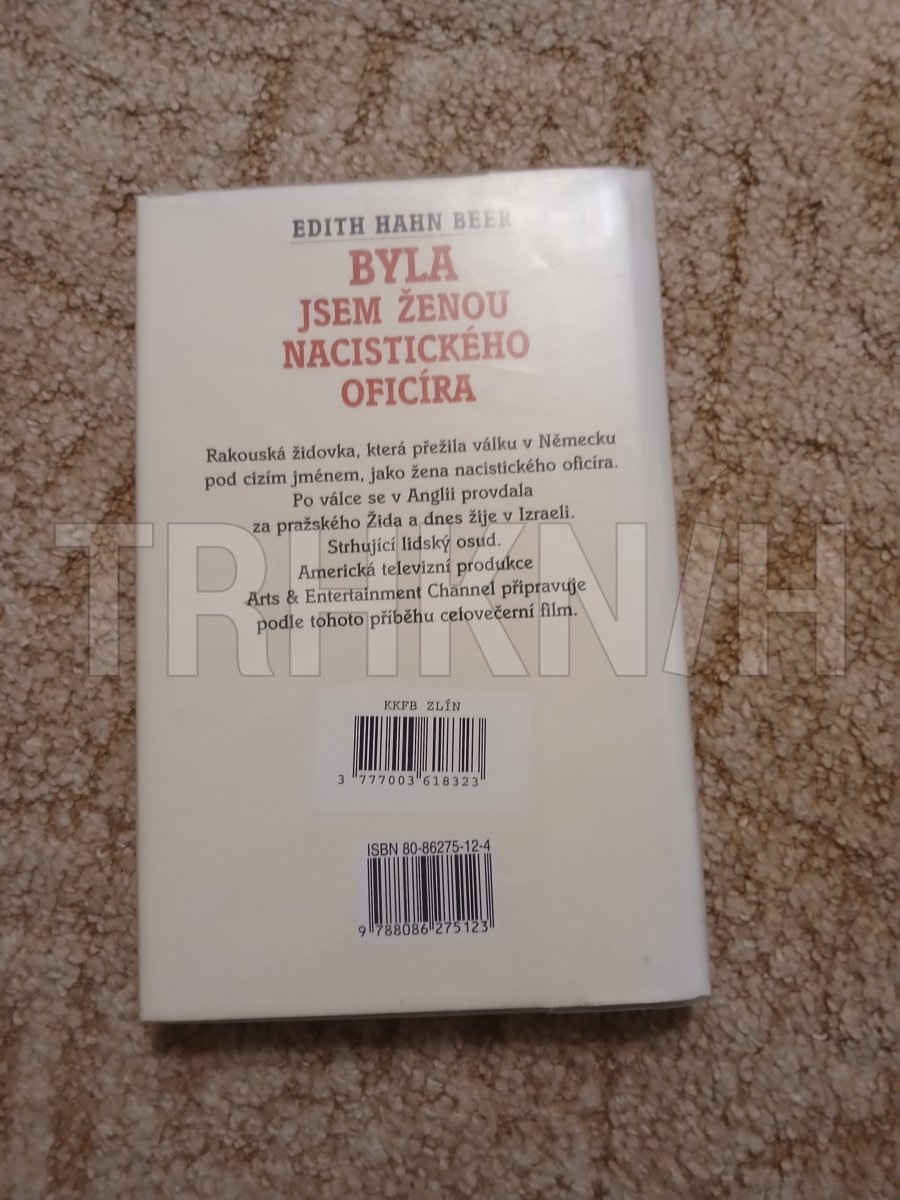 EDITH HAHN BEER
BYLA
JSEM ŽENOU
NACISTICKÉHO
OFICÍRA
Rakouská židovka, která přežila válku v Německu
pod cizím jménem, jako žena nacistického oficíra.
Po válce se v Anglii provdala
za pražského Žida a dnes žije v Izraeli.
Strhující lidský osud.
Americká televizní produkce
Arts & Entertainment Channel připravuje
podle tohoto příběhu celovečerní film.
TRHKNIH
KKFB ZLÍN
3 777003 618323
ISBN 80-86275-12-4
9 788086 275123